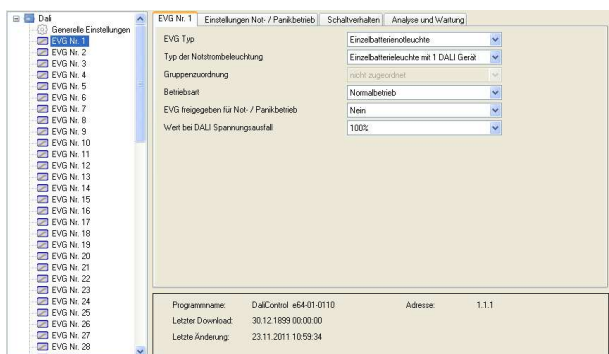 Dali
Generelle Einstellungen
EVG Nr. 1
EVG Nr. 2
EVG Nr. 3
EVG Nr. 4
EVG Nr. 5
EVG Nr. 6
EVG Nr. 7
EVG Nr. 8
EVG Nr. 9
EVG Nr. 10
EVG Nr. 11
EVG Nr. 12
EVG Nr. 13
EVG Nr. 14
EVG Nr. 15
EVG Nr. 16
EVG Nr. 17
EVG Nr. 18
EVG Nr. 19
EVG Nr. 20
EVG Nr. 21
EVG Nr. 22
EVG Nr. 23
EVG Nr. 24
EVG Nr. 25
EVG Nr. 26
EVG Nr. 27
EVG Nr. 28
EVG Nr. 1 Einstellungen Not- / Panikbetrieb Schaltverhalten Analyse und Wartung
EVG Typ Einzelbatterienotleuchte
Typ der Notstrombeleuchtung Einzelbatterieleuchte mit 1 DALI Gerät
Gruppenzuordnung nicht zugeordnet
Betriebsart Normalbetrieb
EVG freigegeben für Not- / Panikbetrieb Nein
Wert bei DALI Spannungsausfall 100%
Programmname: DaliControl e64-01-0110 Adresse: 1.1.1
Letzter Download: 30.12.1899 00:00:00
Letzte Änderung: 23.11.2011 10:59:34